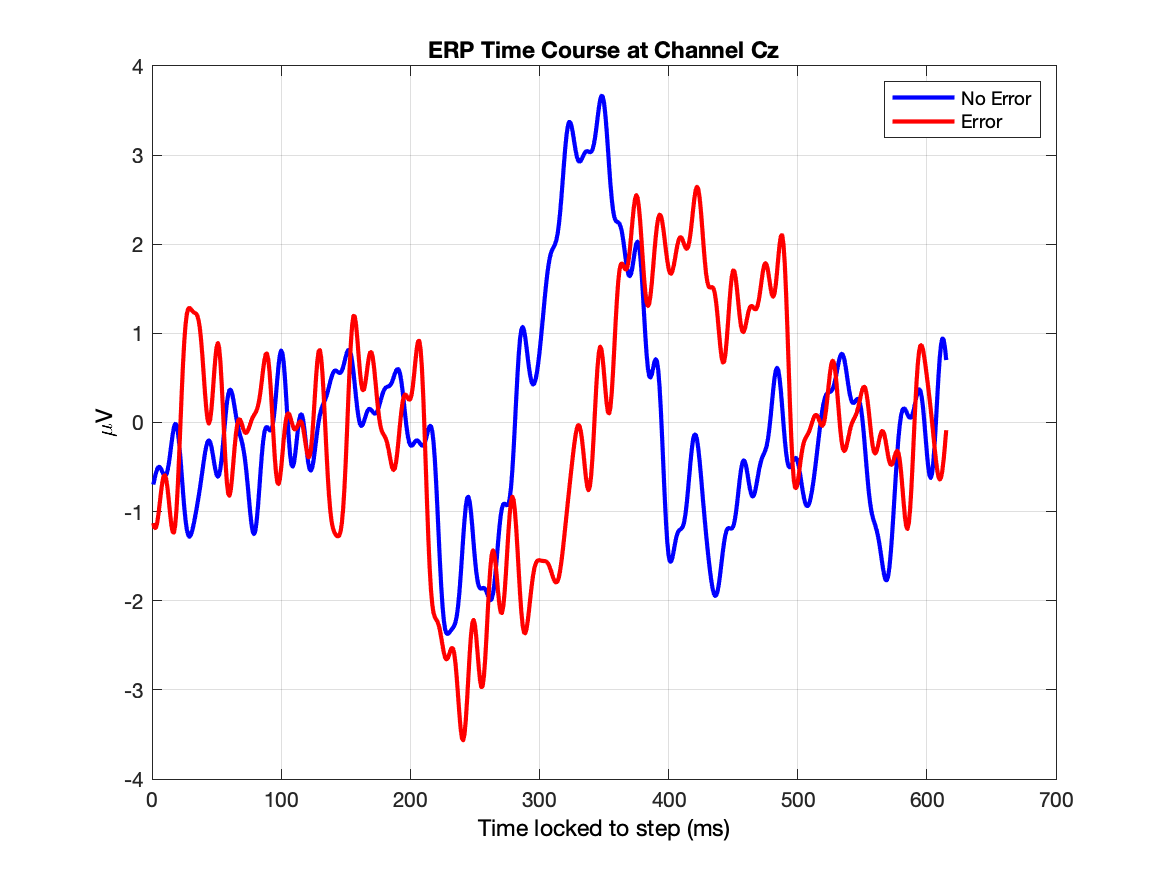 ERP Time Course at Channel Cz
4
3
2
1
0
-1
-2
-3
-4
μV
No Error
Error
0 100 200 300 400 500 600 700
Time locked to step (ms)